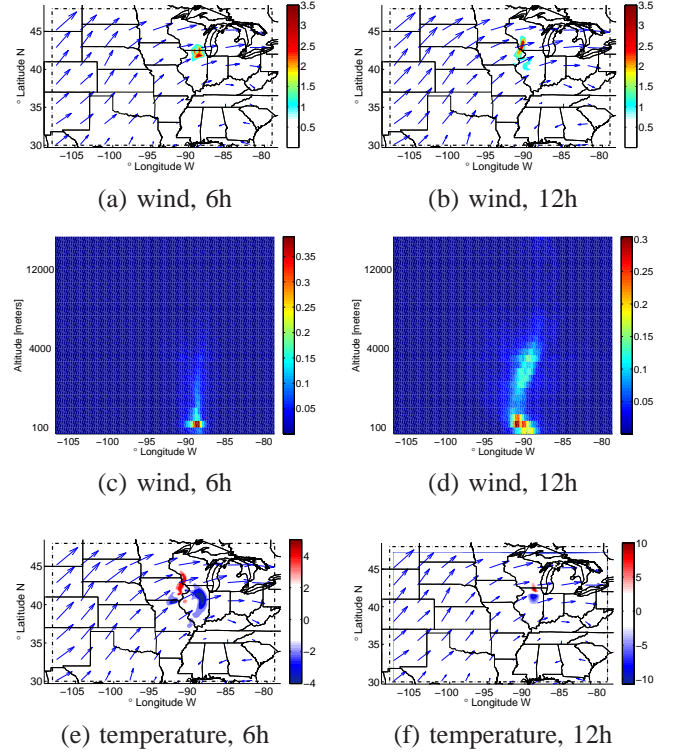 45
40
35
30
° Latitude N
−105 −100 −95 −90 −85 −80
° Longitude W
3.5
3
2.5
2
1.5
1
0.5
45
40
35
30
° Latitude N
−105 −100 −95 −90 −85 −80
° Longitude W
3.5
3
2.5
2
1.5
1
0.5
(a) wind, 6h
(b) wind, 12h
12000
4000
100
Altitude [meters]
−105 −100 −95 −90 −85 −80
° Longitude W
0.35
0.3
0.25
0.2
0.15
0.1
0.05
12000
4000
100
Altitude [meters]
−105 −100 −95 −90 −85 −80
° Longitude W
0.3
0.25
0.2
0.15
0.1
0.05
(c) wind, 6h
(d) wind, 12h
45
40
35
30
° Latitude N
−105 −100 −95 −90 −85 −80
° Longitude W
4
2
0
−2
−4
45
40
35
30
° Latitude N
−105 −100 −95 −90 −85 −80
° Longitude W
10
5
0
−5
−10
(e) temperature, 6h
(f) temperature, 12h